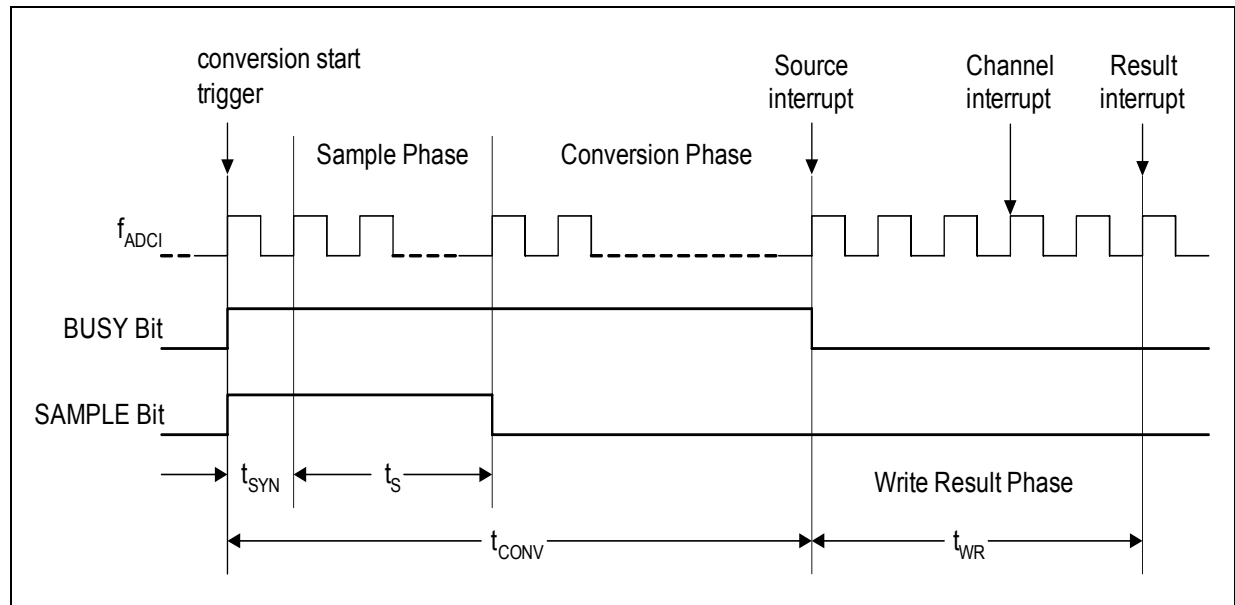 conversion start
trigger
Source
interrupt
Channel
interrupt
Result
interrupt
Sample Phase
Conversion Phase
fADCI
BUSY Bit
SAMPLE Bit
tSYN
tS
Write Result Phase
tCONV
tWR